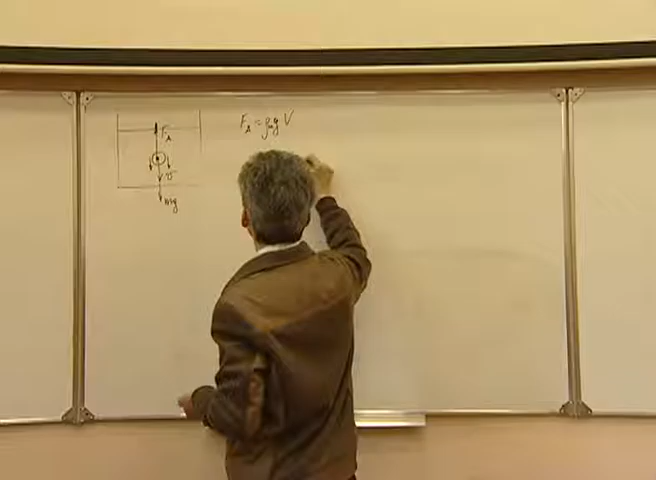 F_A = ρ_ж g V
F_A
v
mg